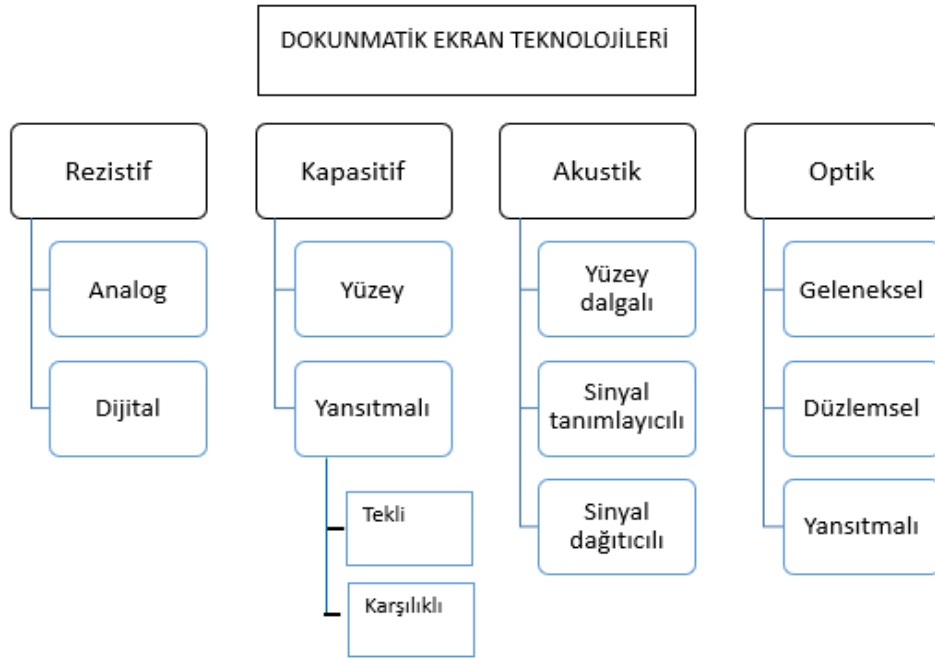 DOKUNMATİK EKRAN TEKNOLOJİLERİ
Rezistif
Analog
Dijital
Kapasitif
Yüzey
Yansıtmalı
Tekli
Karşılıklı
Akustik
Yüzey
dalgalı
Sinyal
tanımlayıcılı
Sinyal
dağıtıcılı
Optik
Geleneksel
Düzlemsel
Yansıtmalı